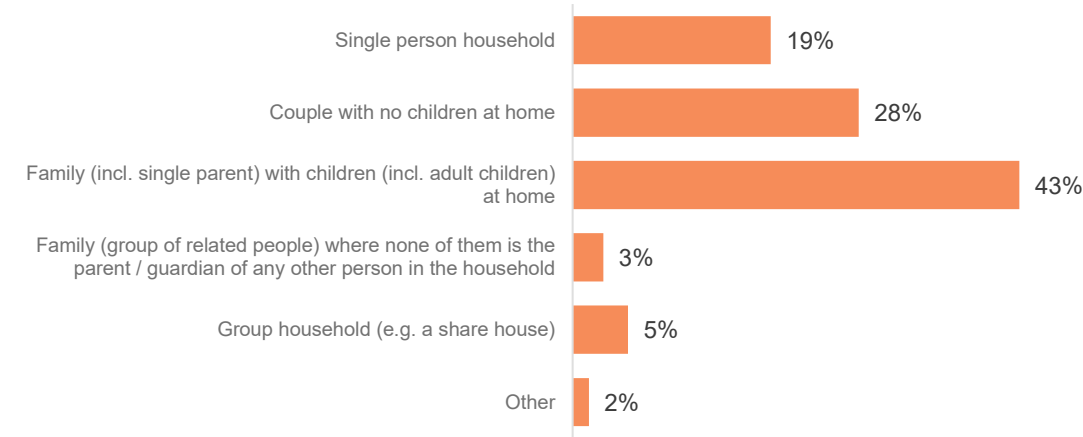 Single person household
19%
Couple with no children at home
28%
Family (incl. single parent) with children (incl. adult children)
at home
43%
Family (group of related people) where none of them is the
parent / guardian of any other person in the household
3%
Group household (e.g. a share house)
5%
Other
2%